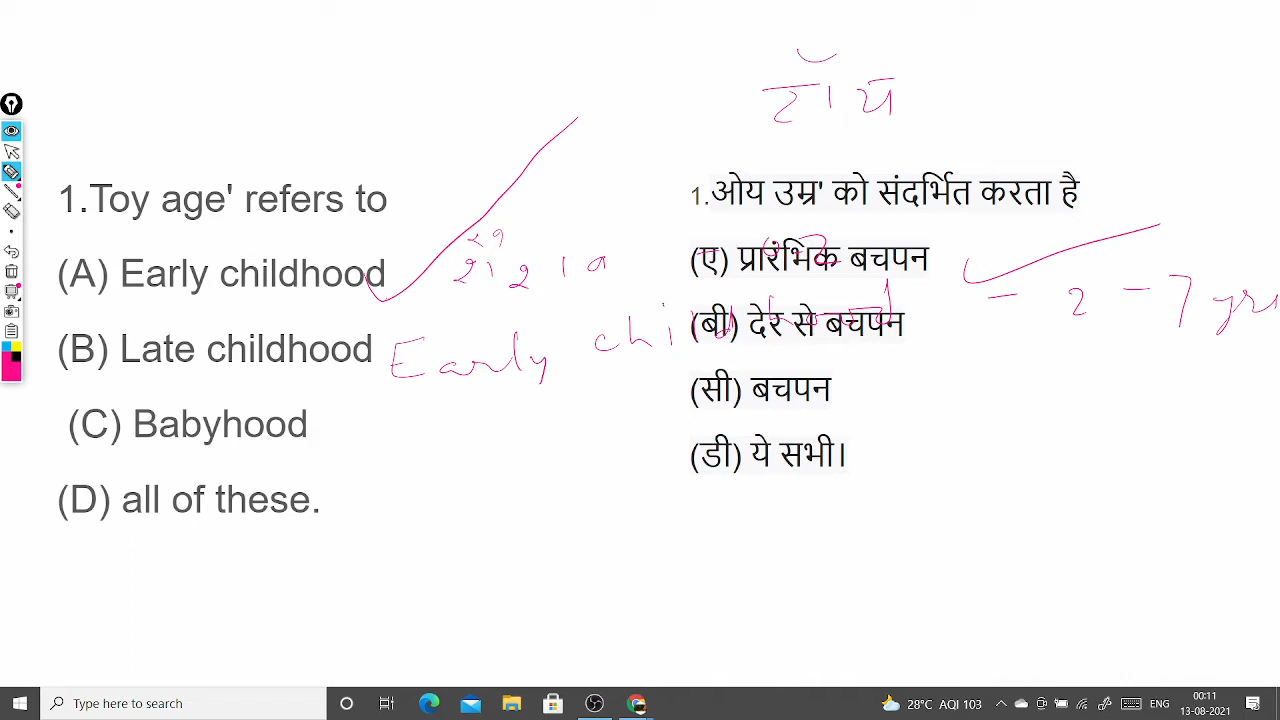 टॉय
1.Toy age' refers to
(A) Early childhood
(B) Late childhood
(C) Babyhood
(D) all of these.
1.ओय उम्र' को संदर्भित करता है
(ए) प्रारंभिक बचपन
(बी) देर से बचपन
(सी) बचपन
(डी) ये सभी।
Early childhood - 2 - 7 yrs
Type here to search
28°C AQI 103
ENG
00:11
13-08-2021